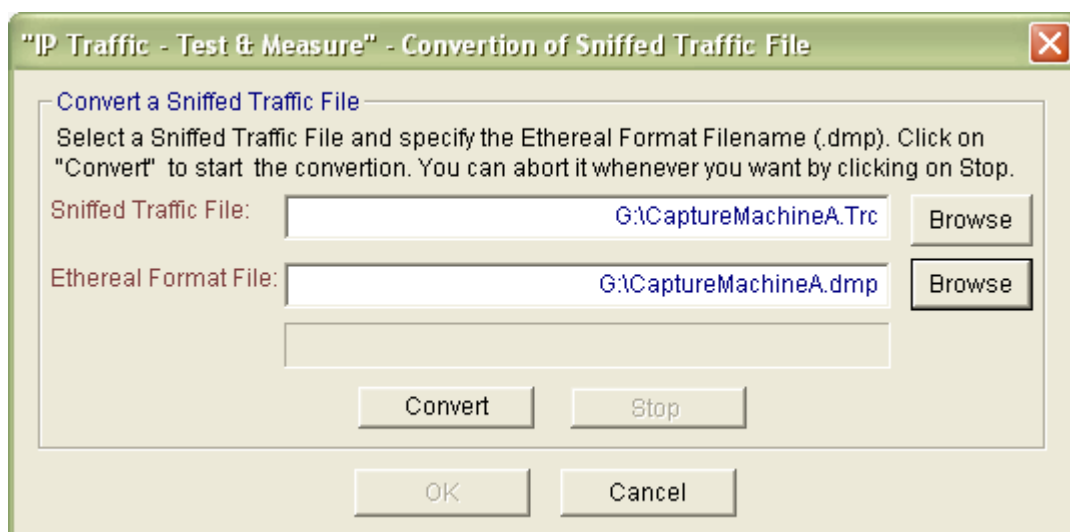 "IP Traffic - Test & Measure" - Convertion of Sniffed Traffic File
Convert a Sniffed Traffic File
Select a Sniffed Traffic File and specify the Ethereal Format Filename (.dmp). Click on
"Convert" to start the convertion. You can abort it whenever you want by clicking on Stop.
Sniffed Traffic File: G:\CaptureMachineA.Trc Browse
Ethereal Format File: G:\CaptureMachineA.dmp Browse
Convert Stop
OK Cancel